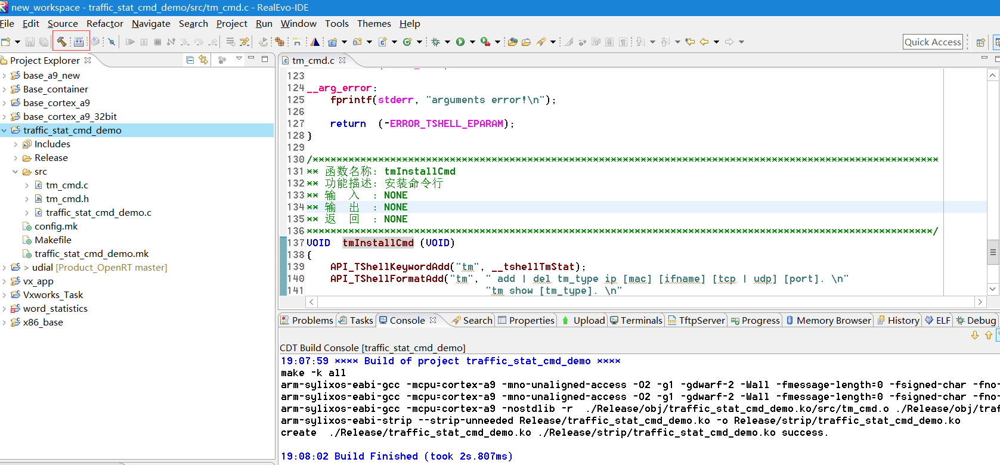 new_workspace - traffic_stat_cmd_demo/src/tm_cmd.c - RealEvo-IDE
File Edit Source Refactor Navigate Search Project Run Window Tools Themes Help
Quick Access
Project Explorer
base_a9_new
Base_container
base_cortex_a9
base_cortex_a9_32bit
traffic_stat_cmd_demo
Includes
Release
src
tm_cmd.c
tm_cmd.h
traffic_stat_cmd_demo.c
config.mk
Makefile
traffic_stat_cmd_demo.mk
> udial [Product_OpenRT master]
vx_app
Vxworks_Task
word_statistics
x86_base
tm_cmd.c
123
124 __arg_error:
125 fprintf(stderr, "arguments error!\n");
126
127 return (-ERROR_TSHELL_EPARAM);
128 }
129
130 /*********************************************************************************************************
131 ** 函数名称: tmInstallCmd
132 ** 功能描述: 安装命令行
133 ** 输 入 : NONE
134 ** 输 出 : NONE
135 ** 返 回 : NONE
136 *********************************************************************************************************/
137 VOID tmInstallCmd (VOID)
138 {
139 API_TShellKeywordAdd("tm", __tshellTmStat);
140 API_TShellFormatAdd("tm", " add | del tm_type ip [mac] [ifname] [tcp | udp] [port]. \n"
141 "tm show [tm_type]. \n"
Problems Tasks Console Search Properties Upload Terminals TftpServer Progress Memory Browser History ELF Debug
CDT Build Console [traffic_stat_cmd_demo]
19:07:59 **** Build of project traffic_stat_cmd_demo ****
make -k all
arm-sylixos-eabi-gcc -mcpu=cortex-a9 -mno-unaligned-access -O2 -g1 -gdwarf-2 -Wall -fmessage-length=0 -fsigned-char -fno-
arm-sylixos-eabi-gcc -mcpu=cortex-a9 -mno-unaligned-access -O2 -g1 -gdwarf-2 -Wall -fmessage-length=0 -fsigned-char -fno-
arm-sylixos-eabi-gcc -mcpu=cortex-a9 -nostdlib -r ./Release/obj/traffic_stat_cmd_demo.ko/src/tm_cmd.o ./Release/obj/traf
arm-sylixos-eabi-strip --strip-unneeded Release/traffic_stat_cmd_demo.ko -o Release/strip/traffic_stat_cmd_demo.ko
create ./Release/traffic_stat_cmd_demo.ko ./Release/strip/traffic_stat_cmd_demo.ko success.
19:08:02 Build Finished (took 2s.807ms)